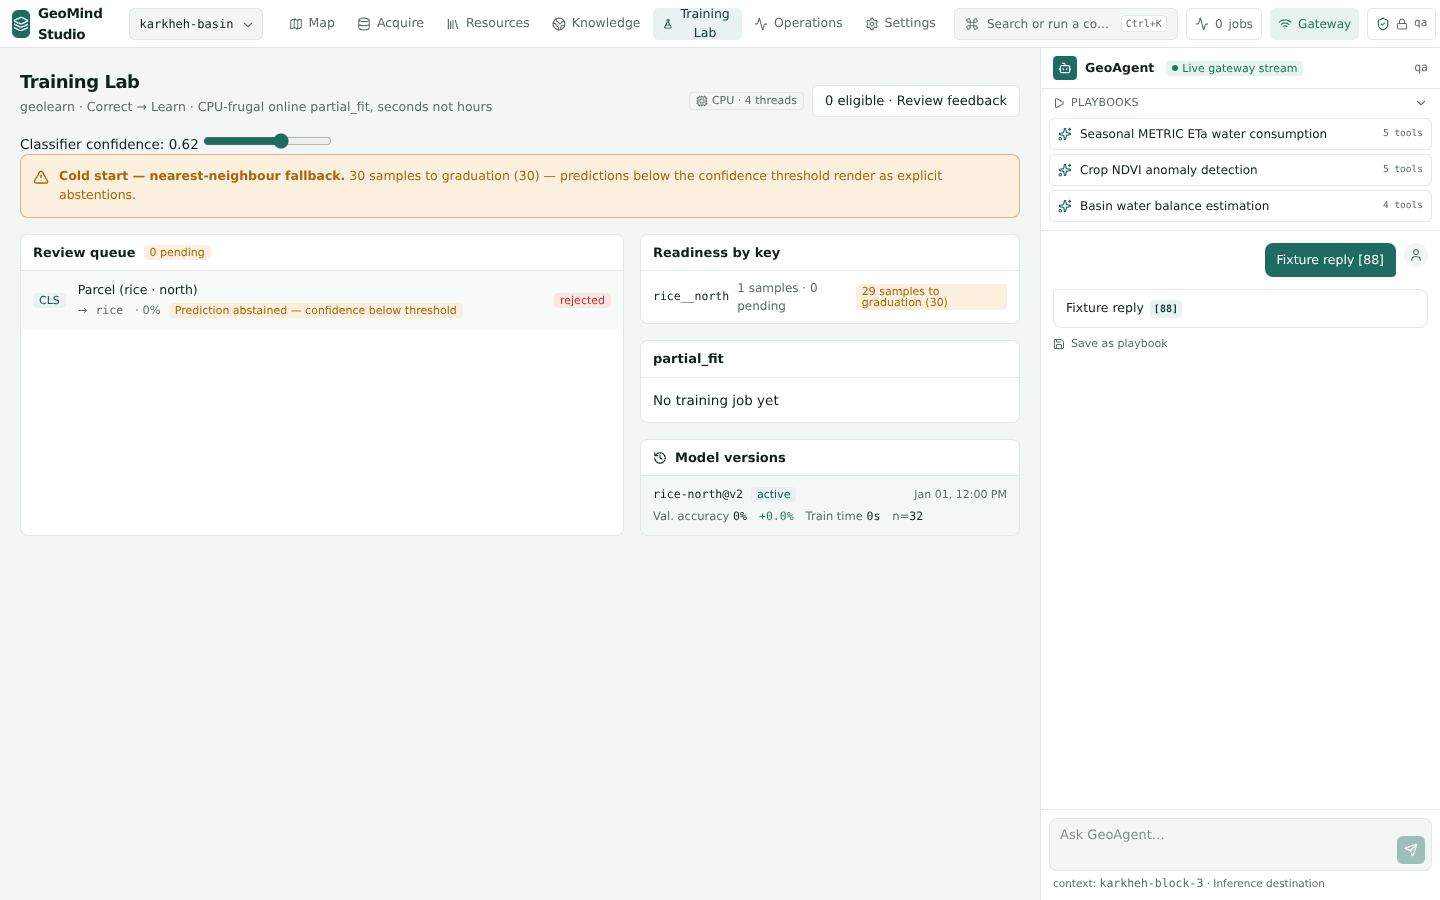 GeoMind
Studio
karkheh-basin
Map
Acquire
Resources
Knowledge
Training
Lab
Operations
Settings
Search or run a co...
Ctrl+K
0 jobs
Gateway
qa
Training Lab
geolearn · Correct → Learn · CPU-frugal online partial_fit, seconds not hours
CPU · 4 threads
0 eligible · Review feedback
Classifier confidence: 0.62
Cold start — nearest-neighbour fallback. 30 samples to graduation (30) — predictions below the confidence threshold render as explicit
abstentions.
Review queue 0 pending
CLS
Parcel (rice · north)
→ rice · 0% Prediction abstained — confidence below threshold
rejected
Readiness by key
rice__north
1 samples · 0
pending
29 samples to
graduation (30)
partial_fit
No training job yet
Model versions
rice-north@v2 active Jan 01, 12:00 PM
Val. accuracy 0% +0.0% Train time 0s n=32
GeoAgent
Live gateway stream
qa
PLAYBOOKS
Seasonal METRIC ETa water consumption 5 tools
Crop NDVI anomaly detection 5 tools
Basin water balance estimation 4 tools
Fixture reply [88]
Fixture reply [88]
Save as playbook
Ask GeoAgent...
context: karkheh-block-3 · Inference destination